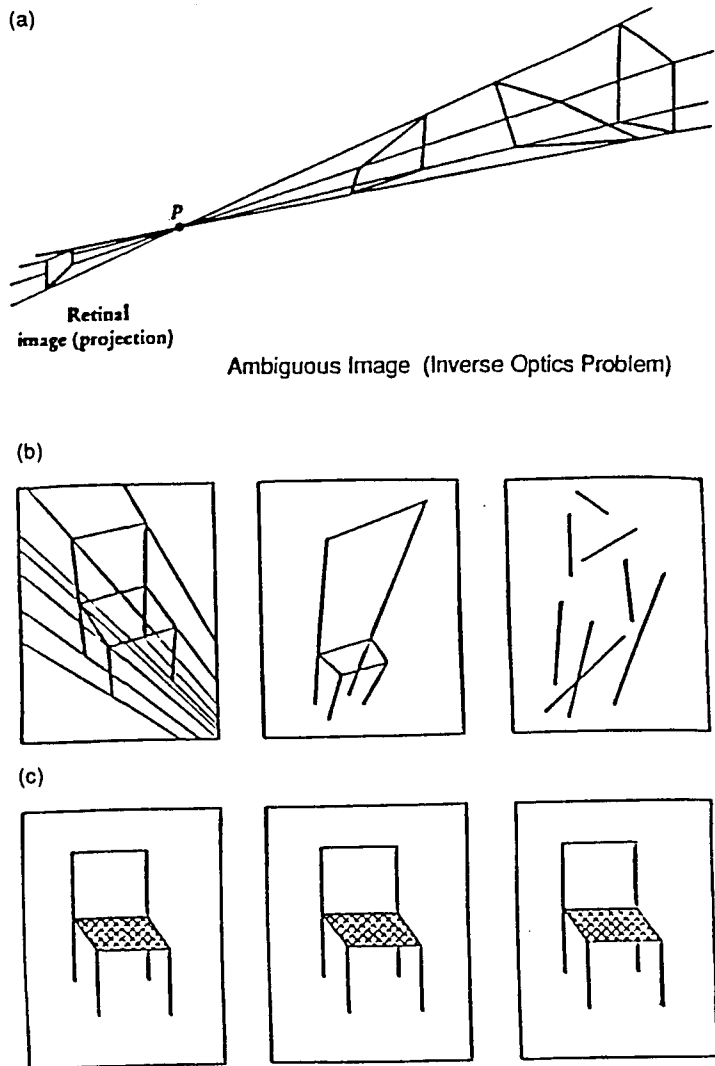 (a)
P
Retinal
image (projection)
Ambiguous Image (Inverse Optics Problem)
(b)
(c)